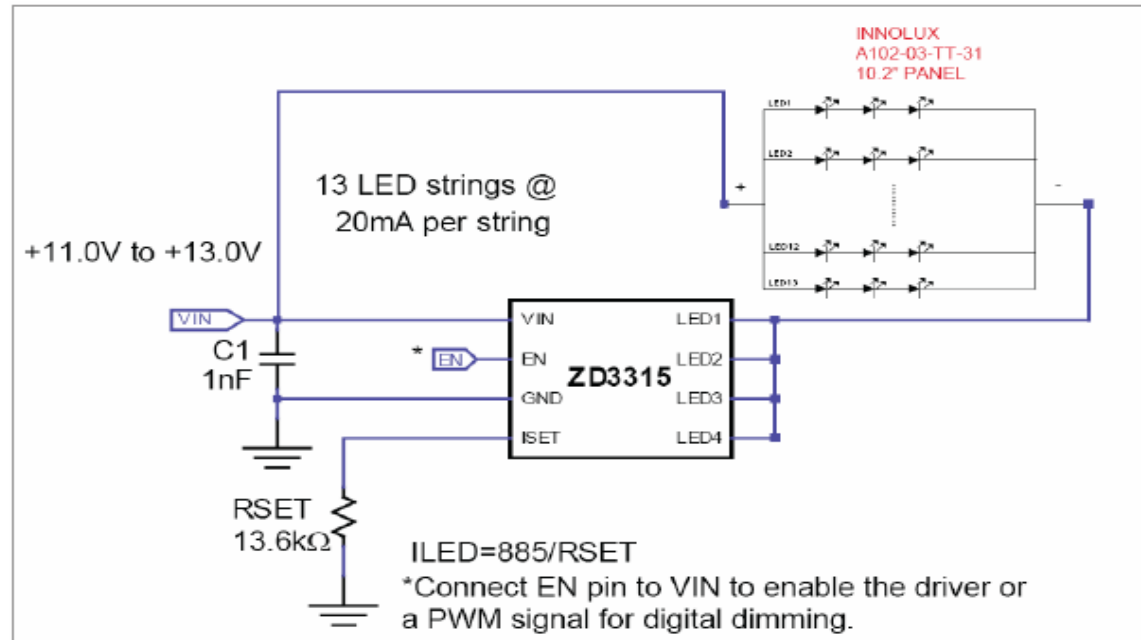 INNOLUX
A102-03-TT-31
10.2" PANEL
LED1
LED2
+
-
13 LED strings @
20mA per string
+11.0V to +13.0V
LED12
LED13
VIN
VIN
LED1
C1
1nF
* EN
EN
LED2
ZD3315
GND
LED3
ISET
LED4
RSET
13.6kΩ
ILED=885/RSET
*Connect EN pin to VIN to enable the driver or
a PWM signal for digital dimming.